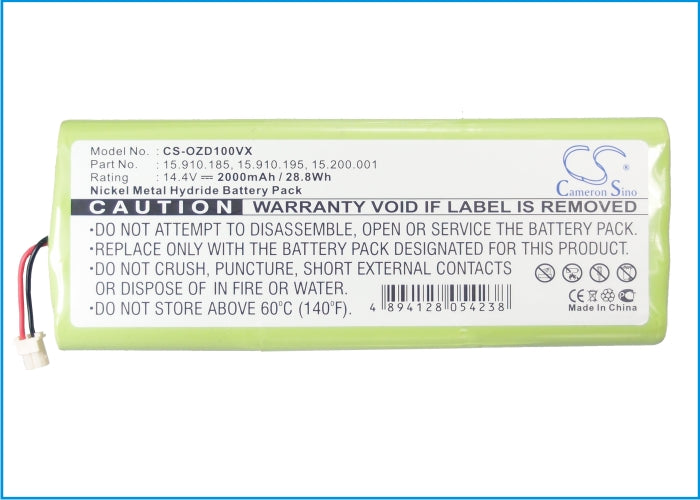 Model No. : CS-OZD100VX
Part No. : 15.910.185, 15.910.195, 15.200.001
Rating : 14.4V ⎓ 2000mAh / 28.8Wh
Nickel Metal Hydride Battery Pack
CS
Cameron Sino
CAUTION WARRANTY VOID IF LABEL IS REMOVED
•DO NOT ATTEMPT TO DISASSEMBLE, OPEN OR SERVICE THE BATTERY
•REPLACE ONLY WITH THE BATTERY PACK DESIGNATED FOR THIS PRODUCT.
•DO NOT CRUSH, PUNCTURE, SHORT EXTERNAL CONTACTS
OR DISPOSE OF IN FIRE OR WATER.
•DO NOT STORE ABOVE 60°C (140°F).
4 894128 054238
CE
Made In China